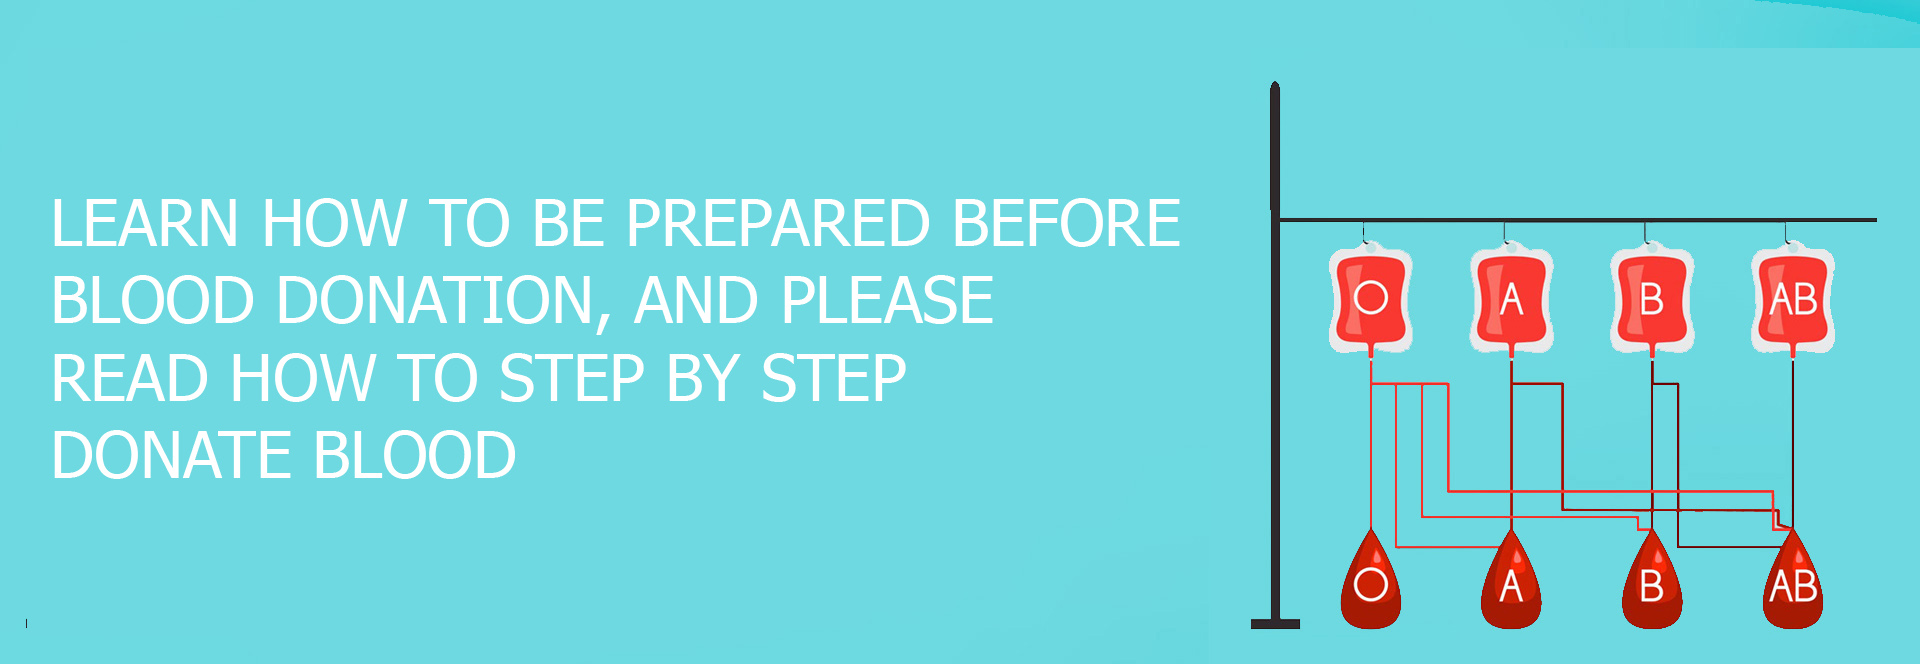 LEARN HOW TO BE PREPARED BEFORE
BLOOD DONATION, AND PLEASE
READ HOW TO STEP BY STEP
DONATE BLOOD
O A B AB
O A B AB